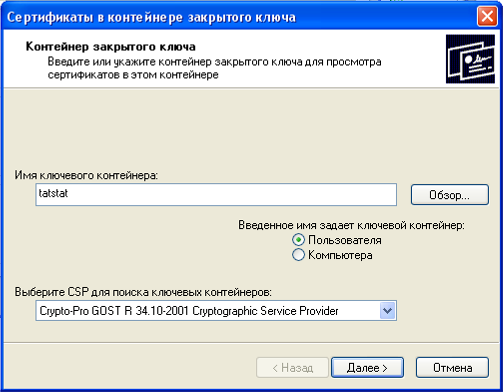 Сертификаты в контейнере закрытого ключа
Контейнер закрытого ключа
Введите или укажите контейнер закрытого ключа для просмотра
сертификатов в этом контейнере
Имя ключевого контейнера:
tatstat
Обзор...
Введенное имя задает ключевой контейнер:
Пользователя
Компьютера
Выберите CSP для поиска ключевых контейнеров:
Crypto-Pro GOST R 34.10-2001 Cryptographic Service Provider
< Назад
Далее >
Отмена